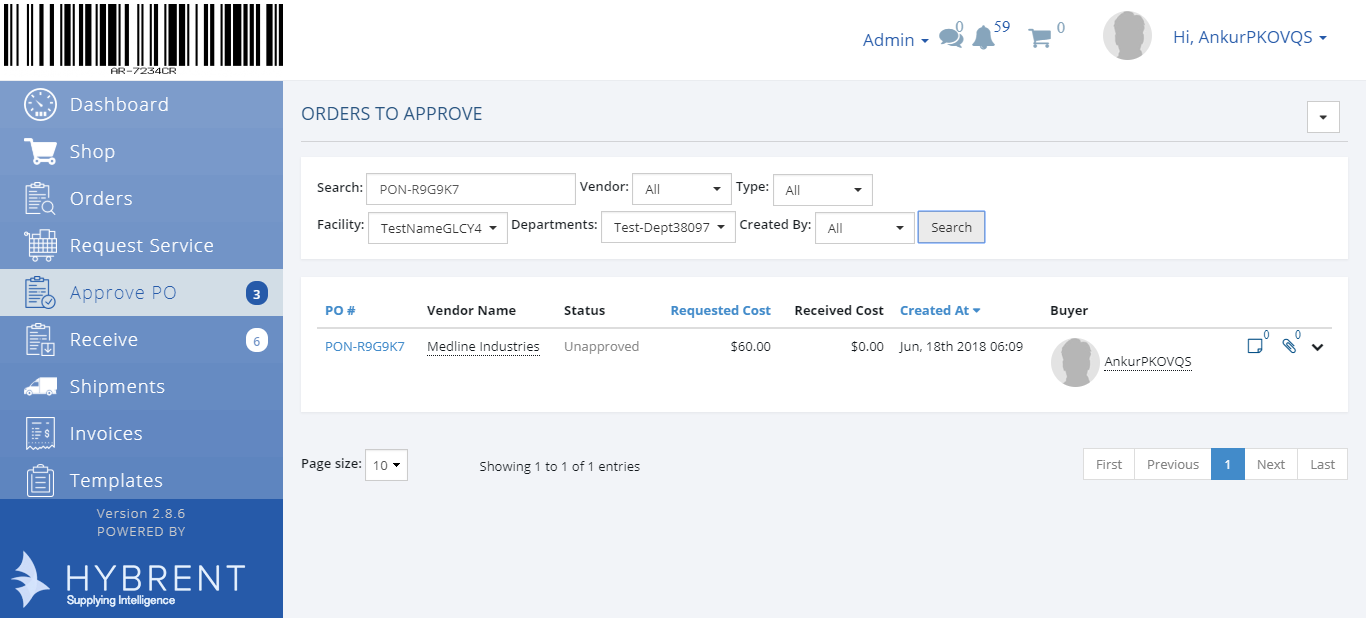 AR-7234CR
Admin
0
59
0
Hi, AnkurPKOVQS
Dashboard
Shop
Orders
Request Service
Approve PO 3
Receive 6
Shipments
Invoices
Templates
Version 2.8.6
POWERED BY
HYBRENT
Supplying Intelligence
ORDERS TO APPROVE
Search: PON-R9G9K7 Vendor: All Type: All
Facility: TestNameGLCY4 Departments: Test-Dept38097 Created By: All Search
PO # Vendor Name Status Requested Cost Received Cost Created At Buyer
PON-R9G9K7 Medline Industries Unapproved $60.00 $0.00 Jun, 18th 2018 06:09 AnkurPKOVQS 0 0
Page size: 10 Showing 1 to 1 of 1 entries First Previous 1 Next Last